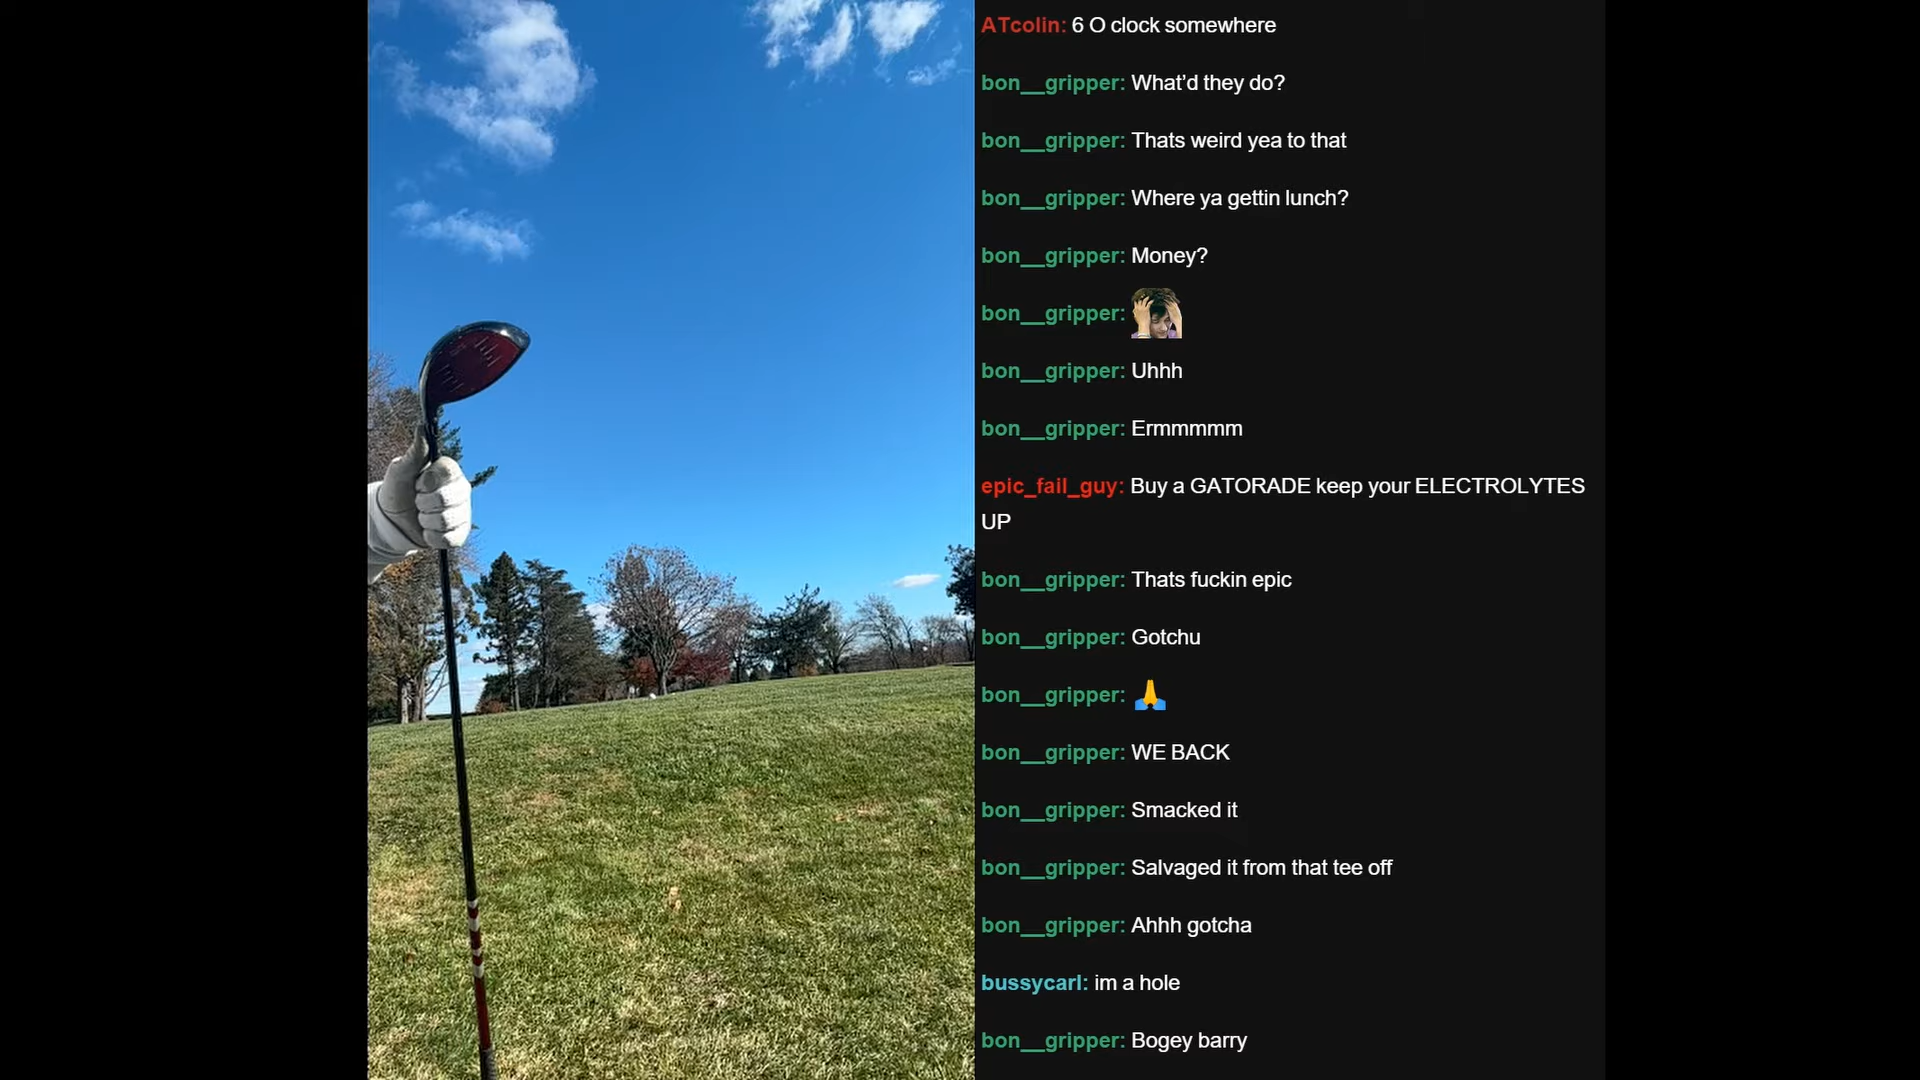 ATcolin: 6 O clock somewhere
bon__gripper: What’d they do?
bon__gripper: Thats weird yea to that
bon__gripper: Where ya gettin lunch?
bon__gripper: Money?
bon__gripper:
bon__gripper: Uhhh
bon__gripper: Ermmmmm
epic_fail_guy: Buy a GATORADE keep your ELECTROLYTES
UP
bon__gripper: Thats fuckin epic
bon__gripper: Gotchu
bon__gripper: 🙏
bon__gripper: WE BACK
bon__gripper: Smacked it
bon__gripper: Salvaged it from that tee off
bon__gripper: Ahhh gotcha
bussycarl: im a hole
bon__gripper: Bogey barry